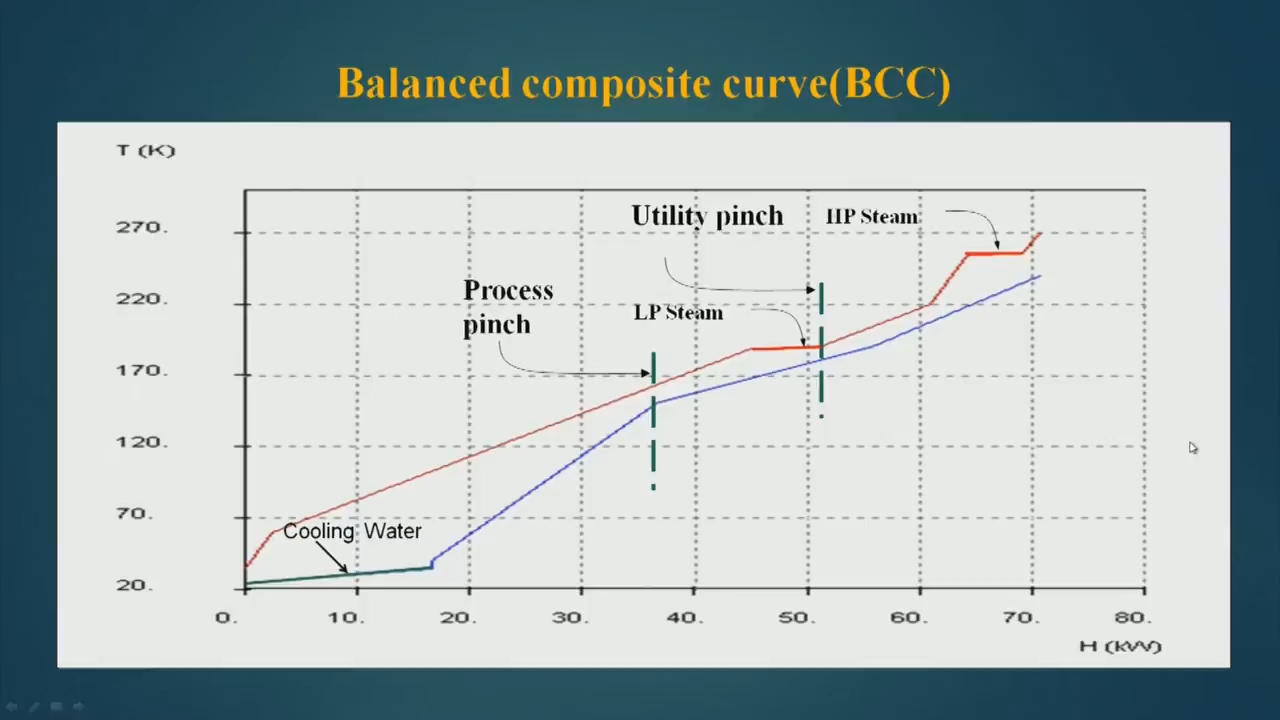 Balanced composite curve(BCC)
T (K)
270.
Utility pinch
HP Steam
220.
Process
pinch
LP Steam
170.
120.
70.
Cooling Water
20.
0.
10.
20.
30.
40.
50.
60.
70.
80.
H (kW)